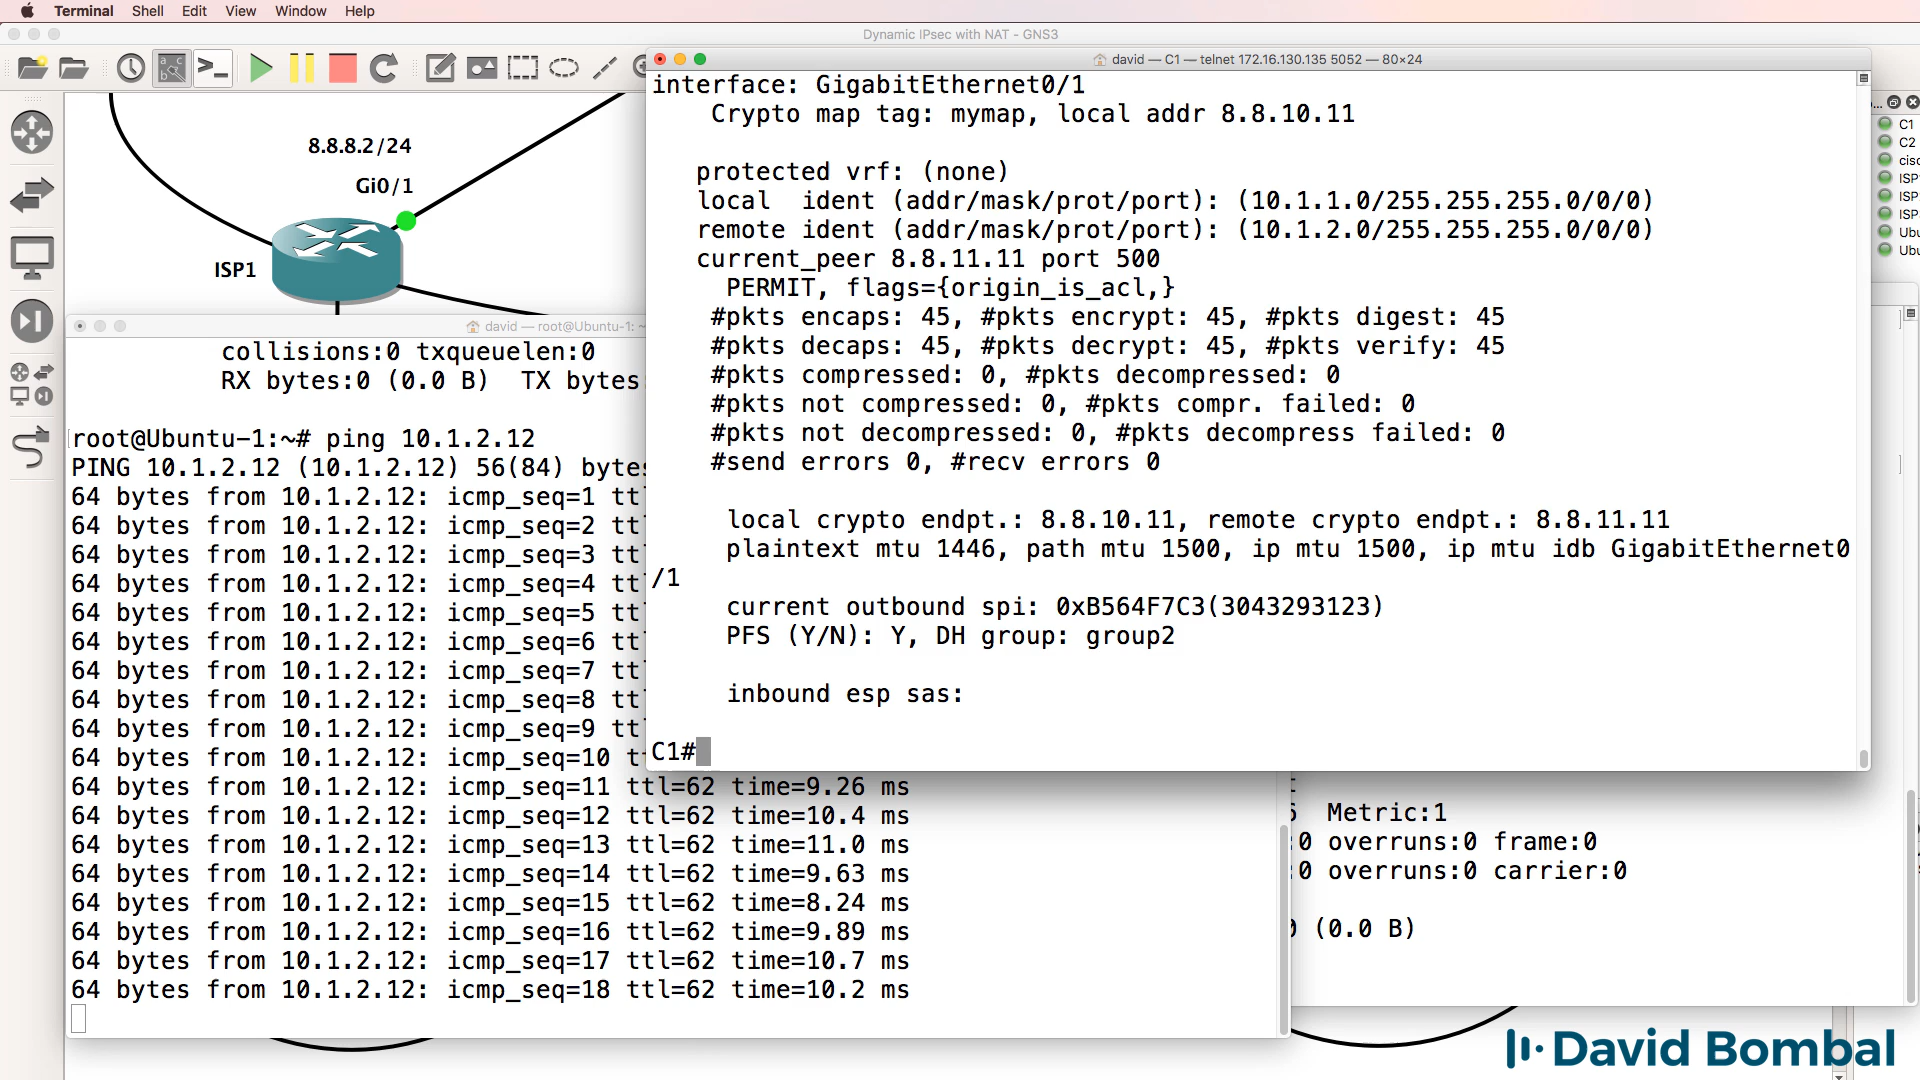 Terminal Shell Edit View Window Help
Dynamic IPsec with NAT - GNS3
8.8.8.2/24
Gi0/1
ISP1
david — C1 — telnet 172.16.130.135 5052 — 80×24
interface: GigabitEthernet0/1
Crypto map tag: mymap, local addr 8.8.10.11
protected vrf: (none)
local ident (addr/mask/prot/port): (10.1.1.0/255.255.255.0/0/0)
remote ident (addr/mask/prot/port): (10.1.2.0/255.255.255.0/0/0)
current_peer 8.8.11.11 port 500
PERMIT, flags={origin_is_acl,}
#pkts encaps: 45, #pkts encrypt: 45, #pkts digest: 45
#pkts decaps: 45, #pkts decrypt: 45, #pkts verify: 45
#pkts compressed: 0, #pkts decompressed: 0
#pkts not compressed: 0, #pkts compr. failed: 0
#pkts not decompressed: 0, #pkts decompress failed: 0
#send errors 0, #recv errors 0
local crypto endpt.: 8.8.10.11, remote crypto endpt.: 8.8.11.11
plaintext mtu 1446, path mtu 1500, ip mtu 1500, ip mtu idb GigabitEthernet0
/1
current outbound spi: 0xB564F7C3(3043293123)
PFS (Y/N): Y, DH group: group2
inbound esp sas:
C1#
C1
C2
cisc
ISP
ISP
ISP
Ubu
Ubu
david — root@Ubuntu-1: ~
collisions:0 txqueuelen:0
RX bytes:0 (0.0 B) TX bytes:
root@Ubuntu-1:~# ping 10.1.2.12
PING 10.1.2.12 (10.1.2.12) 56(84) bytes
64 bytes from 10.1.2.12: icmp_seq=1 ttl
64 bytes from 10.1.2.12: icmp_seq=2 ttl
64 bytes from 10.1.2.12: icmp_seq=3 ttl
64 bytes from 10.1.2.12: icmp_seq=4 ttl
64 bytes from 10.1.2.12: icmp_seq=5 ttl
64 bytes from 10.1.2.12: icmp_seq=6 ttl
64 bytes from 10.1.2.12: icmp_seq=7 ttl
64 bytes from 10.1.2.12: icmp_seq=8 ttl
64 bytes from 10.1.2.12: icmp_seq=9 ttl
64 bytes from 10.1.2.12: icmp_seq=10 tt
64 bytes from 10.1.2.12: icmp_seq=11 ttl=62 time=9.26 ms
64 bytes from 10.1.2.12: icmp_seq=12 ttl=62 time=10.4 ms
64 bytes from 10.1.2.12: icmp_seq=13 ttl=62 time=11.0 ms
64 bytes from 10.1.2.12: icmp_seq=14 ttl=62 time=9.63 ms
64 bytes from 10.1.2.12: icmp_seq=15 ttl=62 time=8.24 ms
64 bytes from 10.1.2.12: icmp_seq=16 ttl=62 time=9.89 ms
64 bytes from 10.1.2.12: icmp_seq=17 ttl=62 time=10.7 ms
64 bytes from 10.1.2.12: icmp_seq=18 ttl=62 time=10.2 ms
Metric:1
:0 overruns:0 frame:0
:0 overruns:0 carrier:0
(0.0 B)
David Bombal